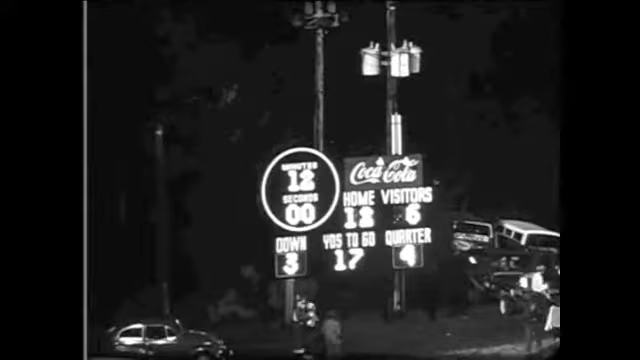 MINUTES
12
SECONDS
00
Coca-Cola
HOME VISITORS
12 6
DOWN YDS TO GO QUARTER
3 17 4